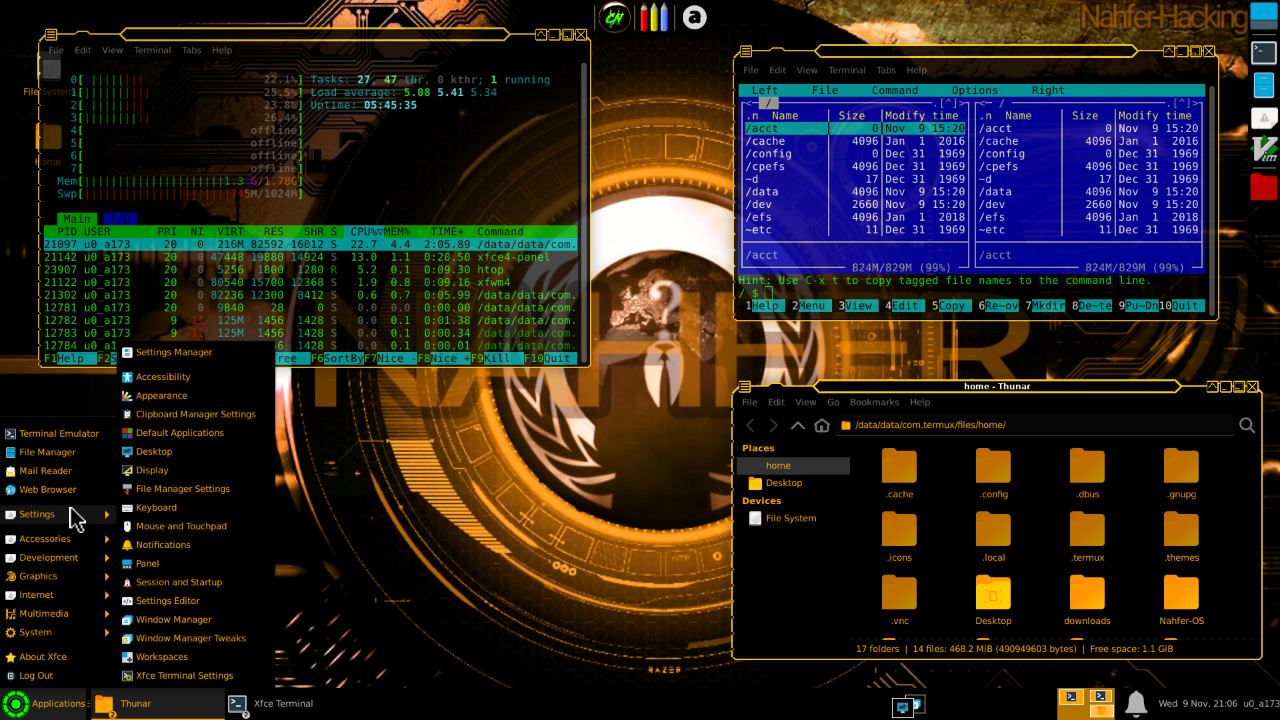 Nahfer-Hacking
File Edit View Terminal Tabs Help
File System
Home
0[ 22.1%] Tasks: 27, 47 thr, 0 kthr; 1 running
1[ 25.5%] Load average: 5.08 5.41 5.34
2[ 23.8%] Uptime: 05:45:35
3[ 26.4%]
4[ offline]
5[ offline]
6[ offline]
7[ offline]
Mem[ 1.3G/1.78G]
Swp[ 745M/1024M]
Main I/O
PID USER PRI NI VIRT RES SHR S CPU%▽MEM% TIME+ Command
21097 u0_a173 20 0 216M 82592 16012 S 22.7 4.4 2:05.89 /data/data/com.
21142 u0_a173 20 0 47448 19880 14924 S 13.0 1.1 0:20.50 xfce4-panel
23907 u0_a173 20 0 5256 1800 1280 R 5.2 0.1 0:09.30 htop
21122 u0_a173 20 0 80540 15700 12368 S 1.9 0.8 0:09.16 xfwm4
21302 u0_a173 20 0 82236 12300 8412 S 0.6 0.7 0:05.99 /data/data/com.
12781 u0_a173 20 0 9840 28 0 S 0.0 0.0 0:00.00 /data/data/com.
12782 u0_a173 9 125M 1456 1428 S 0.0 0.1 0:01.38 /data/data/com.
12783 u0_a173 9 125M 1456 1428 S 0.0 0.1 0:00.34 /data/data/com.
12784 u0_a1 1428 S 0.0 0.1 0:00.01 /data/data/com.
F1Help F2S ree F6SortByF7Nice -F8Nice +F9Kill F10Quit
File Edit View Terminal Tabs Help
Left File Command Options Right
<─ / .[^]> <─ / .[^]>
.n Name Size Modify time .n Name Size Modify time
/acct 0 Nov 9 15:20 /acct 0 Nov 9 15:20
/cache 4096 Jan 1 2016 /cache 4096 Jan 1 2016
/config 0 Dec 31 1969 /config 0 Dec 31 1969
/cpefs 4096 Dec 31 1969 /cpefs 4096 Dec 31 1969
~d 17 Dec 31 1969 ~d 17 Dec 31 1969
/data 4096 Nov 9 15:20 /data 4096 Nov 9 15:20
/dev 2660 Nov 9 15:20 /dev 2660 Nov 9 15:20
/efs 4096 Jan 1 2018 /efs 4096 Jan 1 2018
~etc 11 Dec 31 1969 ~etc 11 Dec 31 1969
/acct /acct
824M/829M (99%) 824M/829M (99%)
Hint: Use C-x t to copy tagged file names to the command line.
/ $
1Help 2Menu 3View 4Edit 5Copy 6Re~ov 7Mkdir 8De~te 9Pu~Dn10Quit
NAHFER
RAZER
home - Thunar
File Edit View Go Bookmarks Help
/data/data/com.termux/files/home/
Places
home
Desktop
Devices
File System
.cache .config .dbus .gnupg
.icons .local .termux .themes
.vnc Desktop downloads Nahfer-OS
17 folders | 14 files: 468.2 MiB (490949603 bytes) | Free space: 1.1 GiB
Terminal Emulator
File Manager
Mail Reader
Web Browser
Settings
Accessories
Development
Graphics
Internet
Multimedia
System
About Xfce
Log Out
Settings Manager
Accessibility
Appearance
Clipboard Manager Settings
Default Applications
Desktop
Display
File Manager Settings
Keyboard
Mouse and Touchpad
Notifications
Panel
Session and Startup
Settings Editor
Window Manager
Window Manager Tweaks
Workspaces
Xfce Terminal Settings
Applications Thunar Xfce Terminal Wed 9 Nov, 21:06 u0_a173